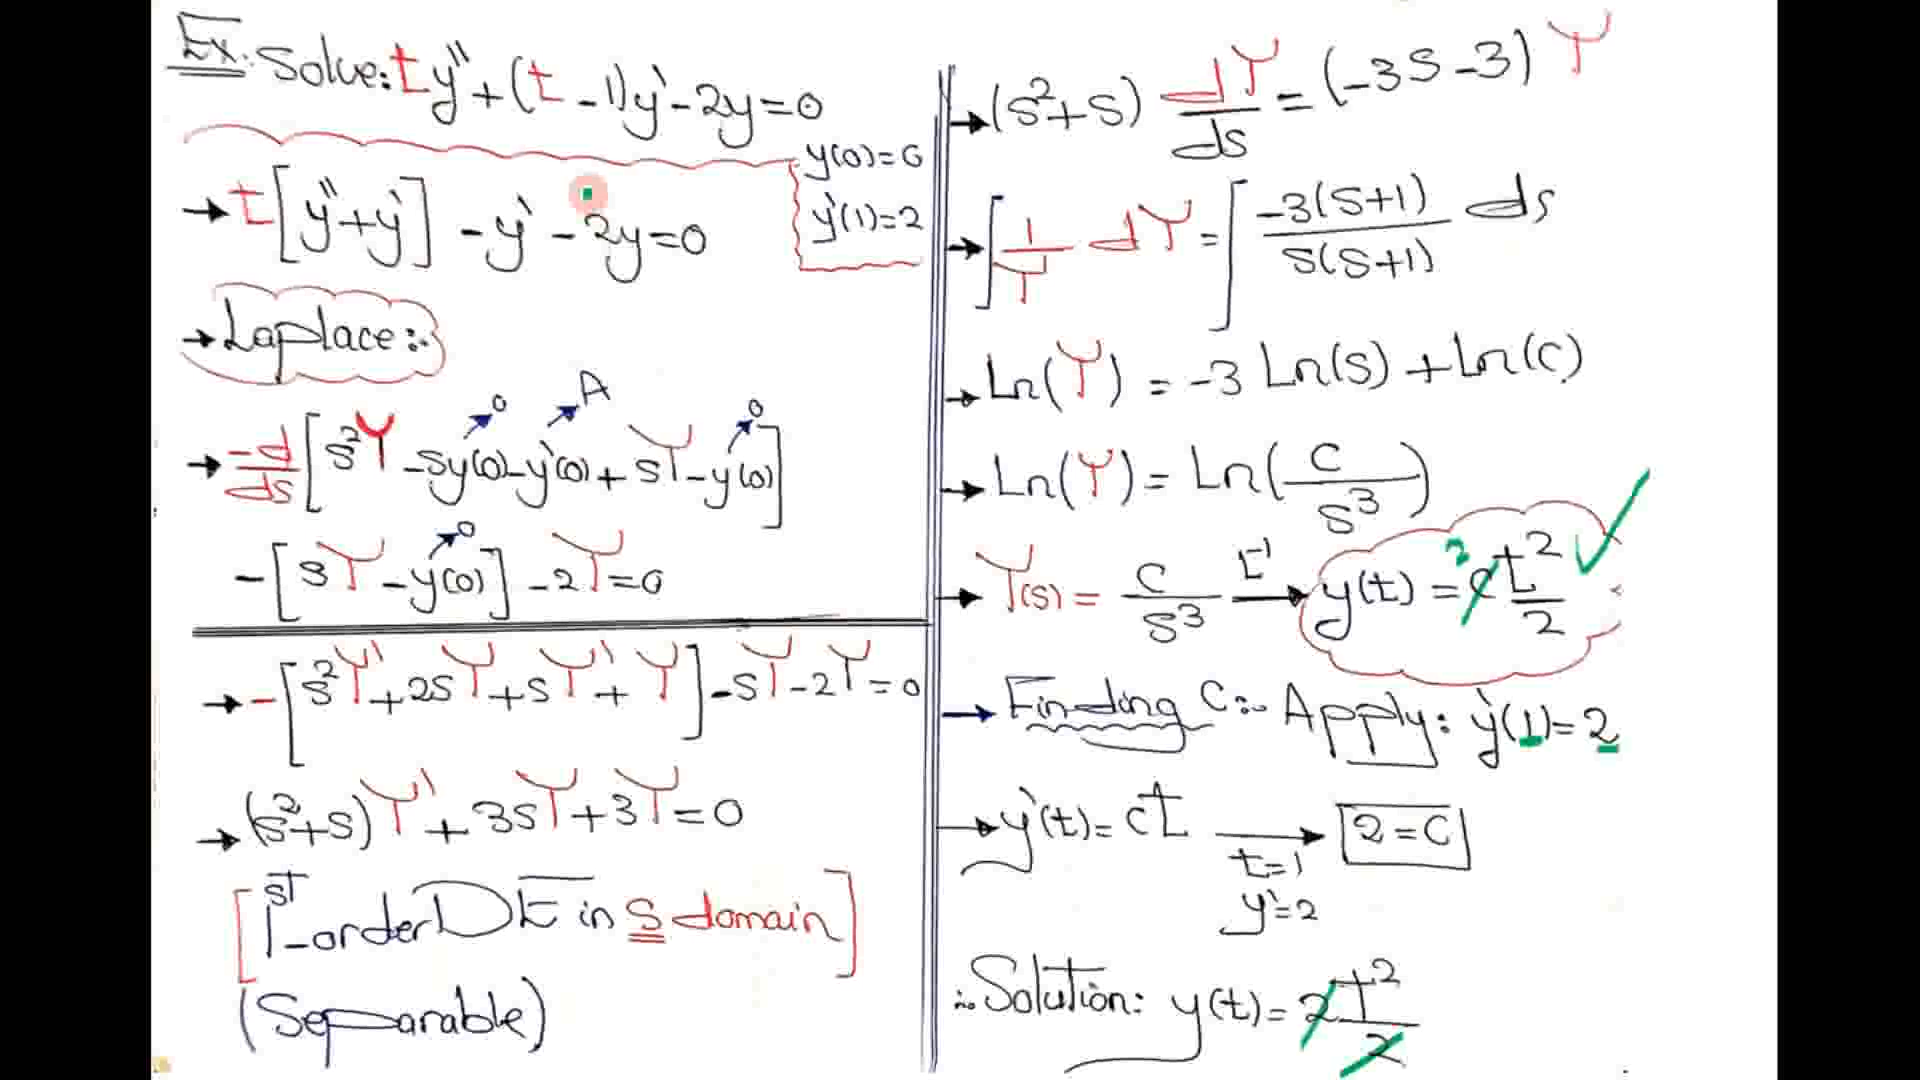 Ex: Solve: ty'' + (t - 1)y' - 2y = 0
y(0) = 0
y'(1) = 2
→ t[y'' + y'] - y' - 2y = 0
→ Laplace:-
→ -d/ds [s²Y - sy(0) - y'(0) + sY - y(0)]
0 A 0
- [sY - y(0)] - 2Y = 0
0
→ - [s²Y' + 2sY + sY' + Y] - sY - 2Y = 0
→ (s² + s)Y' + 3sY + 3Y = 0
[1st-order DE in s domain]
(Separable)
→ (s² + s) dY/ds = (-3s - 3) Y
→ ∫ 1/Y dY = ∫ -3(s+1)/s(s+1) ds
→ Ln(Y) = -3 Ln(s) + Ln(c)
→ Ln(Y) = Ln(c/s³)
→ Y(s) = c/s³ L⁻¹→ y(t) = c t²/2 ✓
2
→ Finding C:- Apply: y'(1) = 2
→ y'(t) = ct → 2 = C
t = 1
y' = 2
∴ Solution: y(t) = 2 t²/2